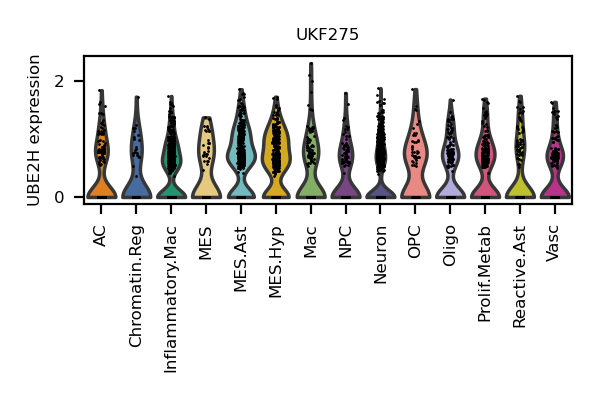 UKF275
UBE2H expression
2
0
AC
Chromatin.Reg
Inflammatory.Mac
MES
MES.Ast
MES.Hyp
Mac
NPC
Neuron
OPC
Oligo
Prolif.Metab
Reactive.Ast
Vasc